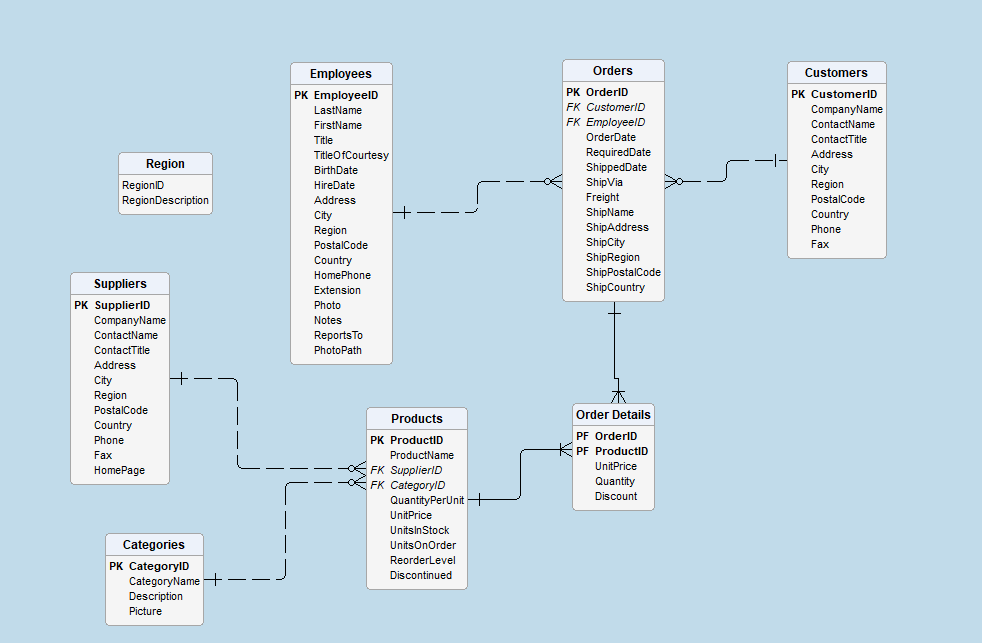 Employees
PK EmployeeID
LastName
FirstName
Title
TitleOfCourtesy
BirthDate
HireDate
Address
City
Region
PostalCode
Country
HomePhone
Extension
Photo
Notes
ReportsTo
PhotoPath
Orders
PK OrderID
FK CustomerID
FK EmployeeID
OrderDate
RequiredDate
ShippedDate
ShipVia
Freight
ShipName
ShipAddress
ShipCity
ShipRegion
ShipPostalCode
ShipCountry
Customers
PK CustomerID
CompanyName
ContactName
ContactTitle
Address
City
Region
PostalCode
Country
Phone
Fax
Region
RegionID
RegionDescription
Suppliers
PK SupplierID
CompanyName
ContactName
ContactTitle
Address
City
Region
PostalCode
Country
Phone
Fax
HomePage
Products
PK ProductID
ProductName
FK SupplierID
FK CategoryID
QuantityPerUnit
UnitPrice
UnitsInStock
UnitsOnOrder
ReorderLevel
Discontinued
Order Details
PF OrderID
PF ProductID
UnitPrice
Quantity
Discount
Categories
PK CategoryID
CategoryName
Description
Picture